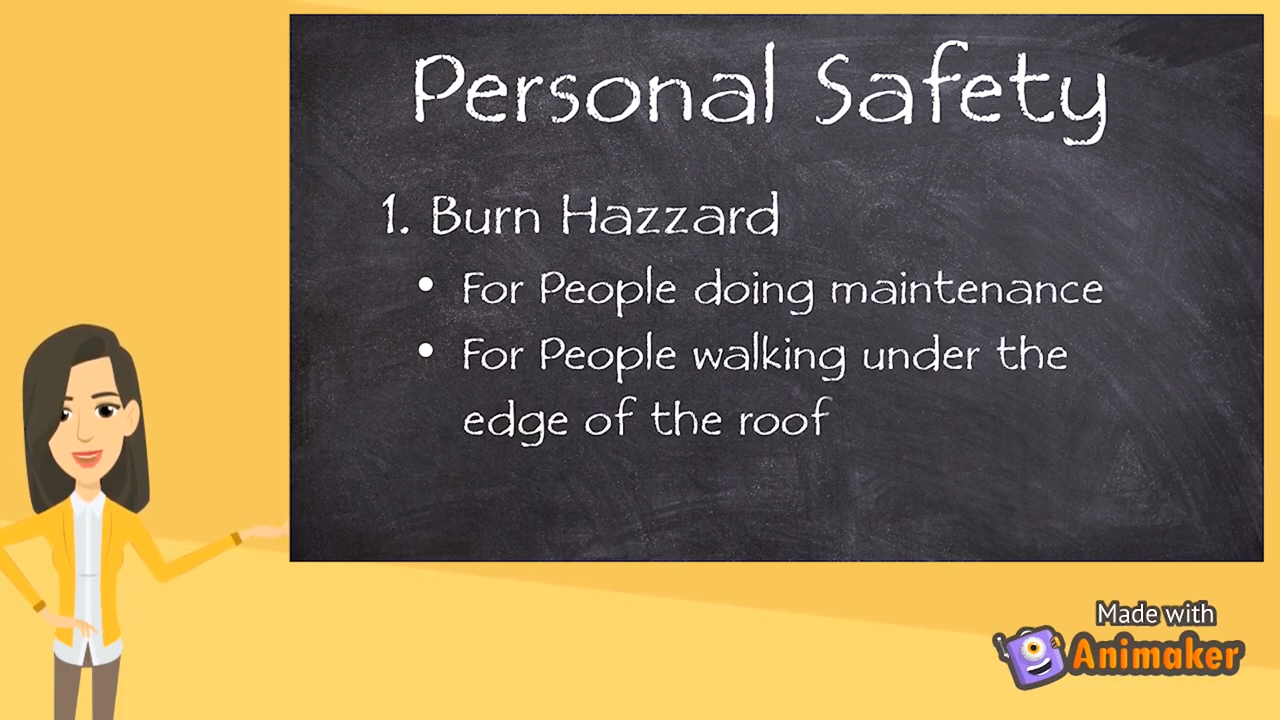 Personal Safety
1. Burn Hazzard
• For People doing maintenance
• For People walking under the
edge of the roof
Made with
Animaker